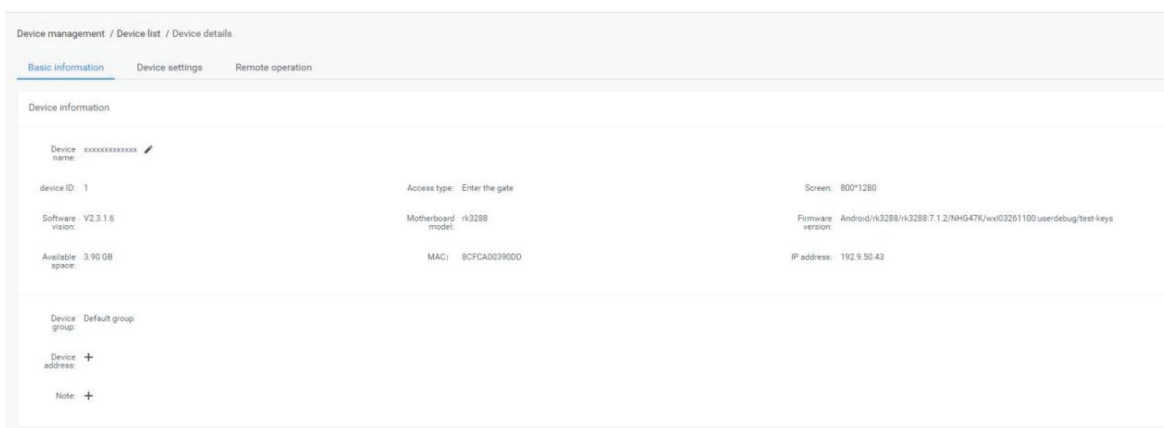 Device management / Device list / Device details
Basic information Device settings Remote operation
Device information
Device name: xxxxxxxxxxxxx
device ID: 1 Access type: Enter the gate Screen: 800*1280
Software vision: V2.3.1.6 Motherboard model: rk3288 Firmware version: Android/rk3288/rk3288:7.1.2/NHG47K/wxl03261100:userdebug/test-keys
Available space: 3.90 GB MAC: 8CFCA00390DD IP address: 192.9.50.43
Device group: Default group
Device address: +
Note: +